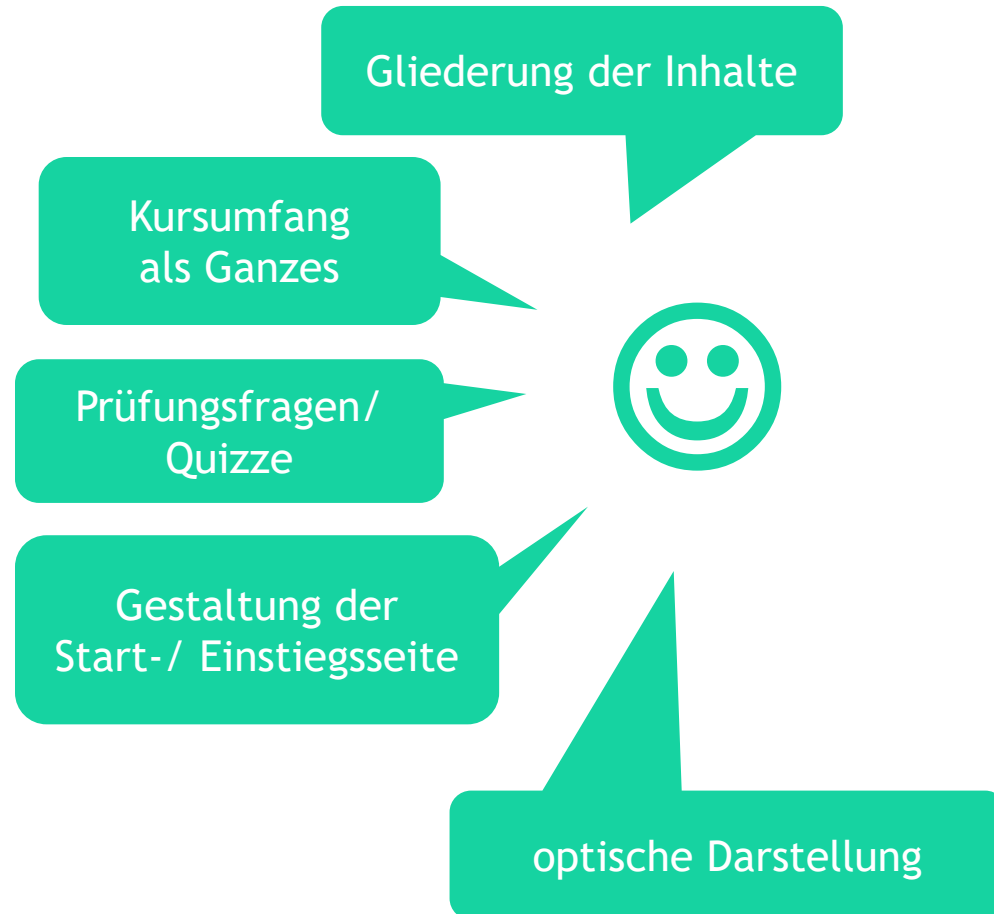 Gliederung der Inhalte
Kursumfang
als Ganzes
Prüfungsfragen/
Quizze
Gestaltung der
Start-/ Einstiegsseite
optische Darstellung